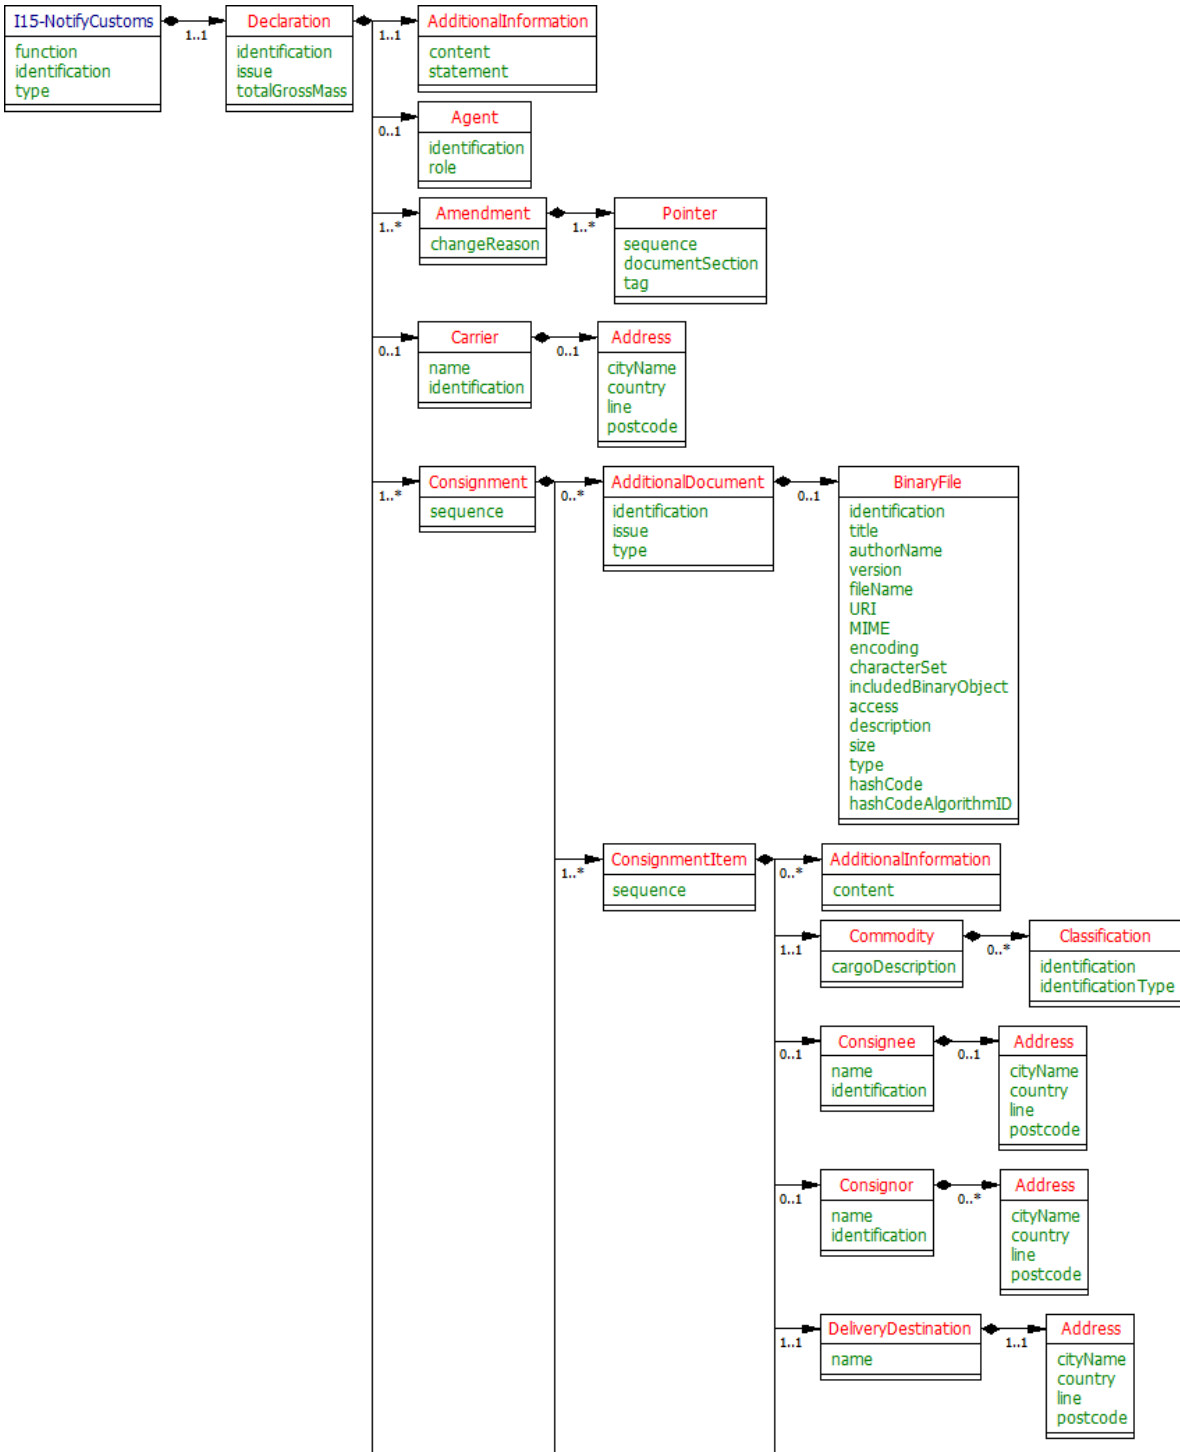 I15-NotifyCustoms
function
identification
type
1..1
Declaration
identification
issue
totalGrossMass
1..1
AdditionalInformation
content
statement
0..1
Agent
identification
role
1..*
Amendment
changeReason
1..*
Pointer
sequence
documentSection
tag
0..1
Carrier
name
identification
0..1
Address
cityName
country
line
postcode
1..*
Consignment
sequence
0..*
AdditionalDocument
identification
issue
type
0..1
BinaryFile
identification
title
authorName
version
fileName
URI
MIME
encoding
characterSet
includedBinaryObject
access
description
size
type
hashCode
hashCodeAlgorithmID
1..*
ConsignmentItem
sequence
0..*
AdditionalInformation
content
1..1
Commodity
cargoDescription
0..*
Classification
identification
identificationType
0..1
Consignee
name
identification
0..1
Address
cityName
country
line
postcode
0..1
Consignor
name
identification
0..*
Address
cityName
country
line
postcode
1..1
DeliveryDestination
name
1..1
Address
cityName
country
line
postcode